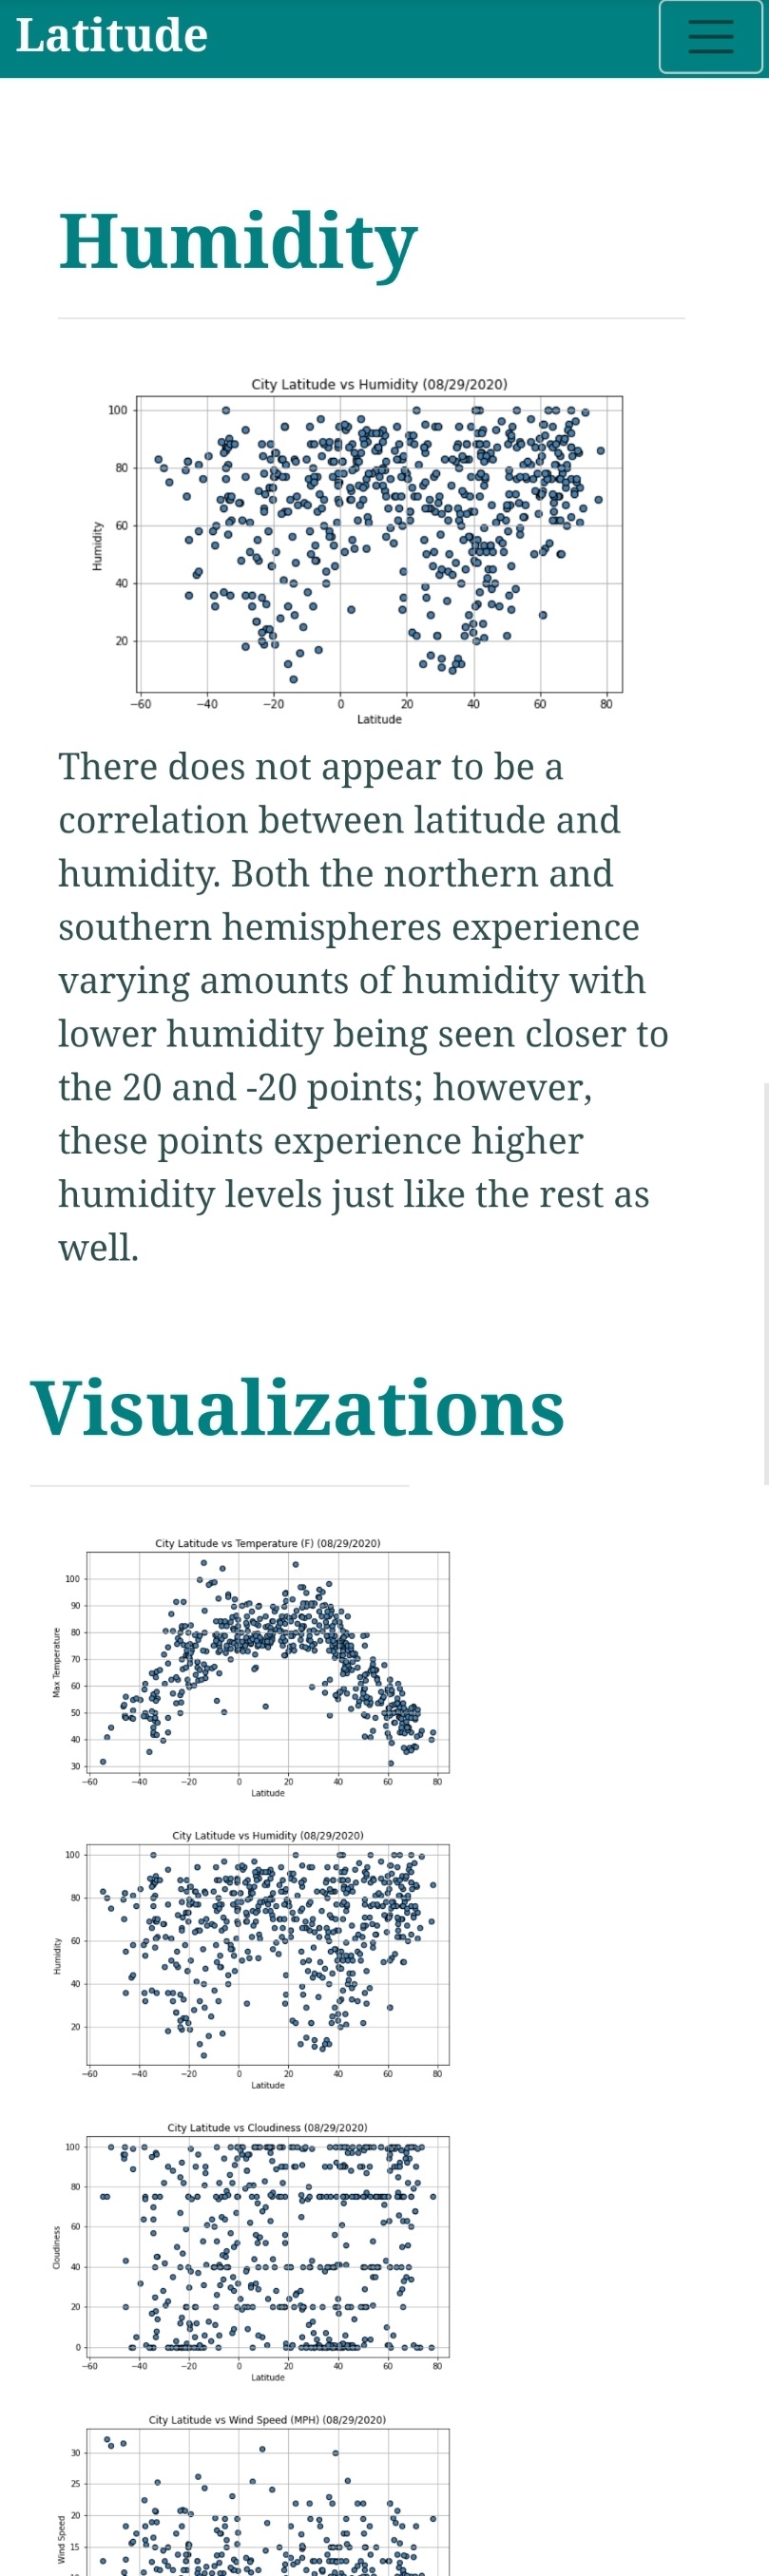 Latitude
Humidity
City Latitude vs Humidity (08/29/2020)
100
80
60
40
20
Humidity
−60 −40 −20 0 20 40 60 80
Latitude
There does not appear to be a
correlation between latitude and
humidity. Both the northern and
southern hemispheres experience
varying amounts of humidity with
lower humidity being seen closer to
the 20 and -20 points; however,
these points experience higher
humidity levels just like the rest as
well.
Visualizations
City Latitude vs Temperature (F) (08/29/2020)
100
90
80
70
60
50
40
30
Max Temperature
−60 −40 −20 0 20 40 60 80
Latitude
City Latitude vs Humidity (08/29/2020)
100
80
60
40
20
Humidity
−60 −40 −20 0 20 40 60 80
Latitude
City Latitude vs Cloudiness (08/29/2020)
100
80
60
40
20
0
Cloudiness
−60 −40 −20 0 20 40 60 80
Latitude
City Latitude vs Wind Speed (MPH) (08/29/2020)
30
25
20
15
Wind Speed